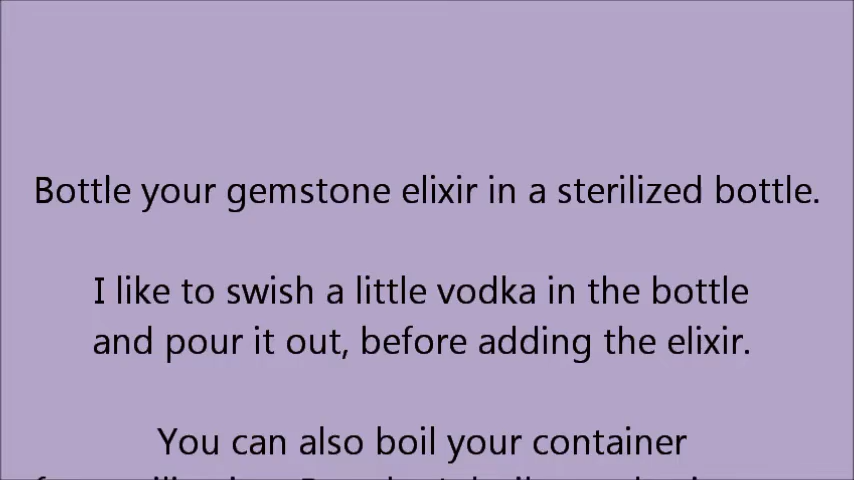 Bottle your gemstone elixir in a sterilized bottle.
I like to swish a little vodka in the bottle
and pour it out, before adding the elixir.
You can also boil your container